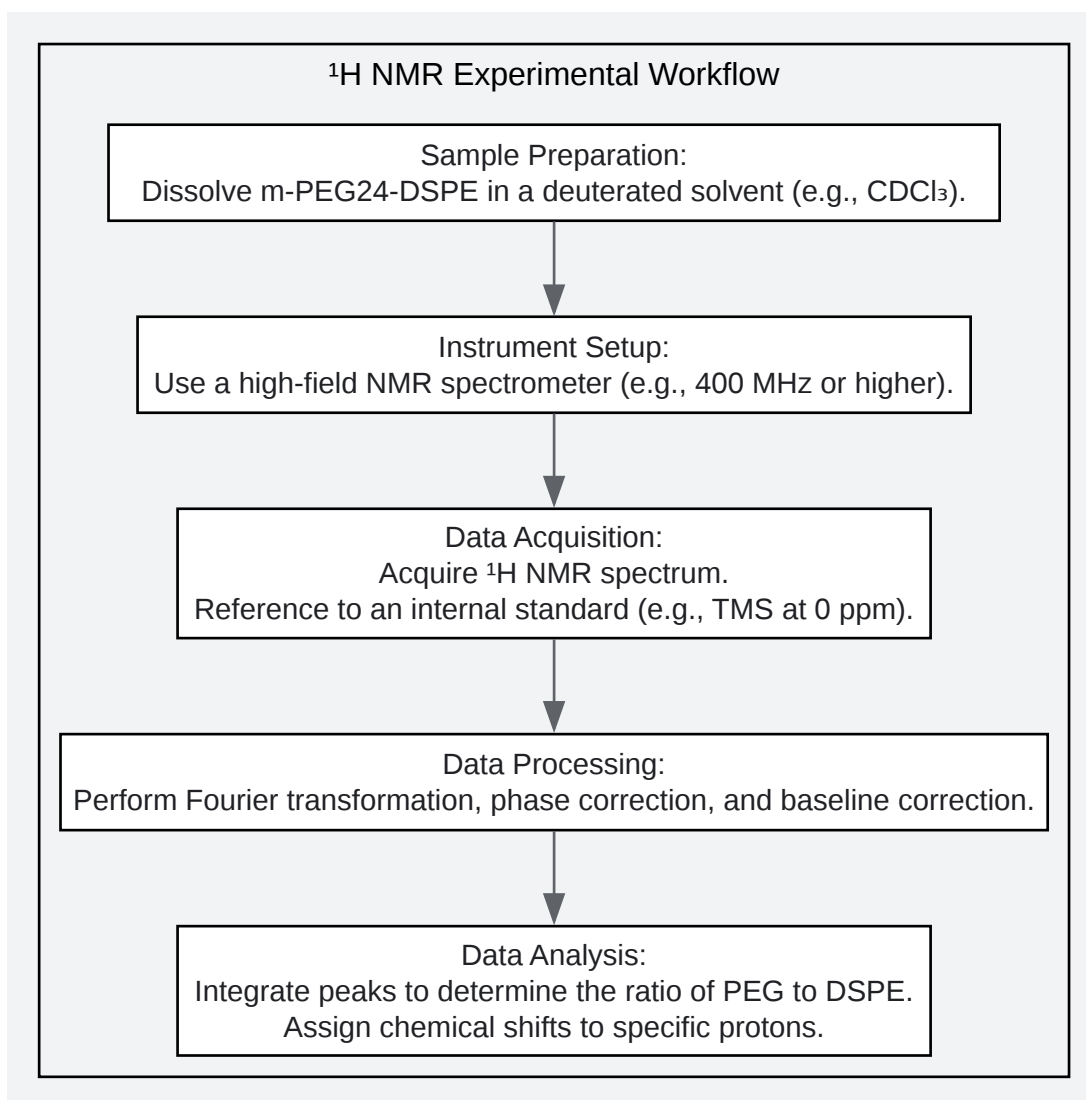 ¹H NMR Experimental Workflow
Sample Preparation:
Dissolve m-PEG24-DSPE in a deuterated solvent (e.g., CDCl₃).
Instrument Setup:
Use a high-field NMR spectrometer (e.g., 400 MHz or higher).
Data Acquisition:
Acquire ¹H NMR spectrum.
Reference to an internal standard (e.g., TMS at 0 ppm).
Data Processing:
Perform Fourier transformation, phase correction, and baseline correction.
Data Analysis:
Integrate peaks to determine the ratio of PEG to DSPE.
Assign chemical shifts to specific protons.